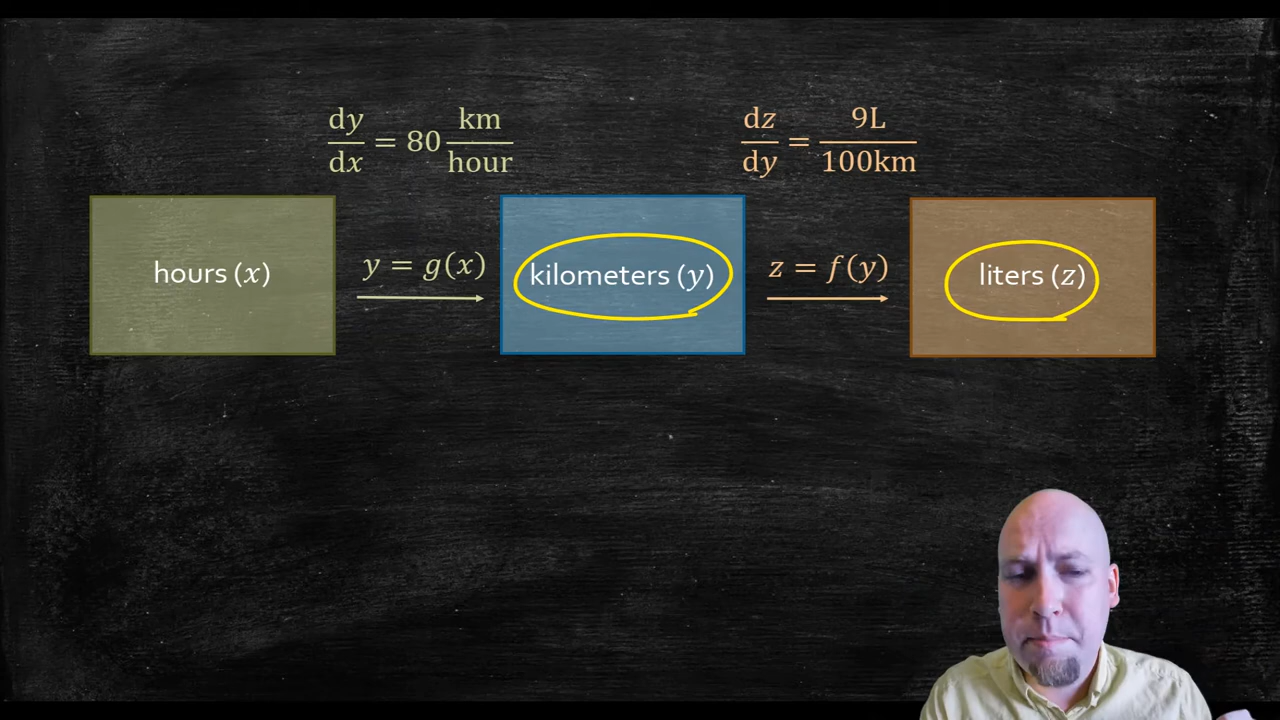 dy/dx = 80 km/hour
dz/dy = 9L/100km
hours (x)
y = g(x)
kilometers (y)
z = f(y)
liters (z)